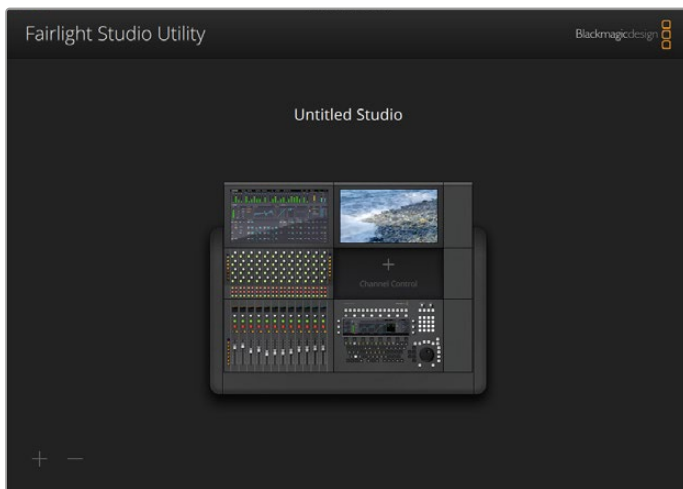 Fairlight Studio Utility
Blackmagicdesign
Untitled Studio
+
Channel Control
+ −